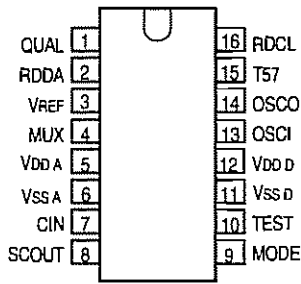 QUAL 1 16 RDCL
RDDA 2 15 T57
VREF 3 14 OSCO
MUX 4 13 OSCI
VDD A 5 12 VDD D
VSS A 6 11 VSS D
CIN 7 10 TEST
SCOUT 8 9 MODE